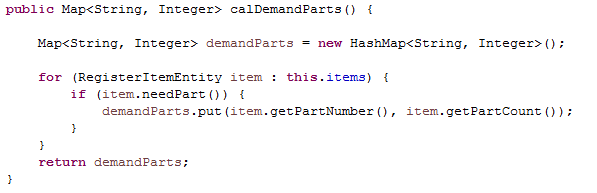 public Map<String, Integer> calDemandParts() {
Map<String, Integer> demandParts = new HashMap<String, Integer>();
for (RegisterItemEntity item : this.items) {
if (item.needPart()) {
demandParts.put(item.getPartNumber(), item.getPartCount());
}
}
return demandParts;
}